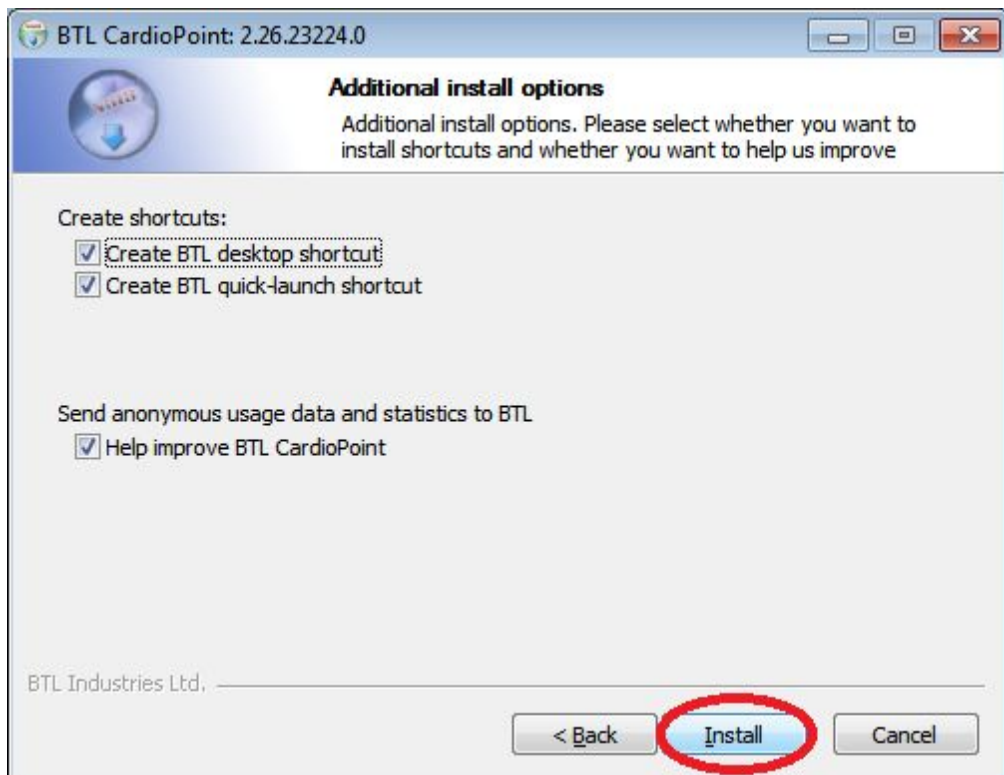 BTL CardioPoint: 2.26.23224.0
Additional install options
Additional install options. Please select whether you want to
install shortcuts and whether you want to help us improve
Create shortcuts:
Create BTL desktop shortcut
Create BTL quick-launch shortcut
Send anonymous usage data and statistics to BTL
Help improve BTL CardioPoint
BTL Industries Ltd.
< Back Install Cancel